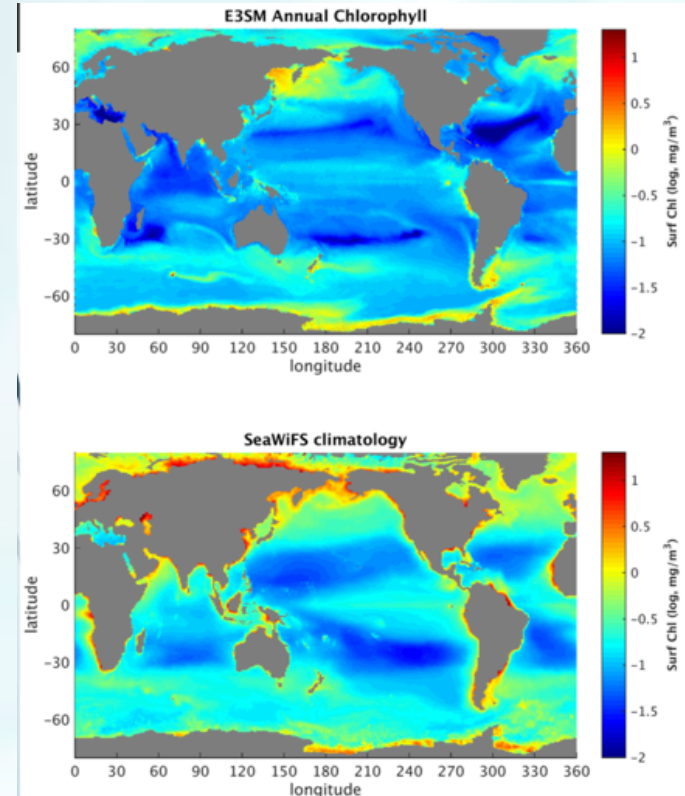 E3SM Annual Chlorophyll
60
30
0
−30
−60
latitude
0 30 60 90 120 150 180 210 240 270 300 330 360
longitude
1
0.5
0
−0.5
−1
−1.5
−2
Surf Chl (log, mg/m³)
SeaWiFS climatology
60
30
0
−30
−60
latitude
0 30 60 90 120 150 180 210 240 270 300 330 360
longitude
1
0.5
0
−0.5
−1
−1.5
−2
Surf Chl (log, mg/m³)